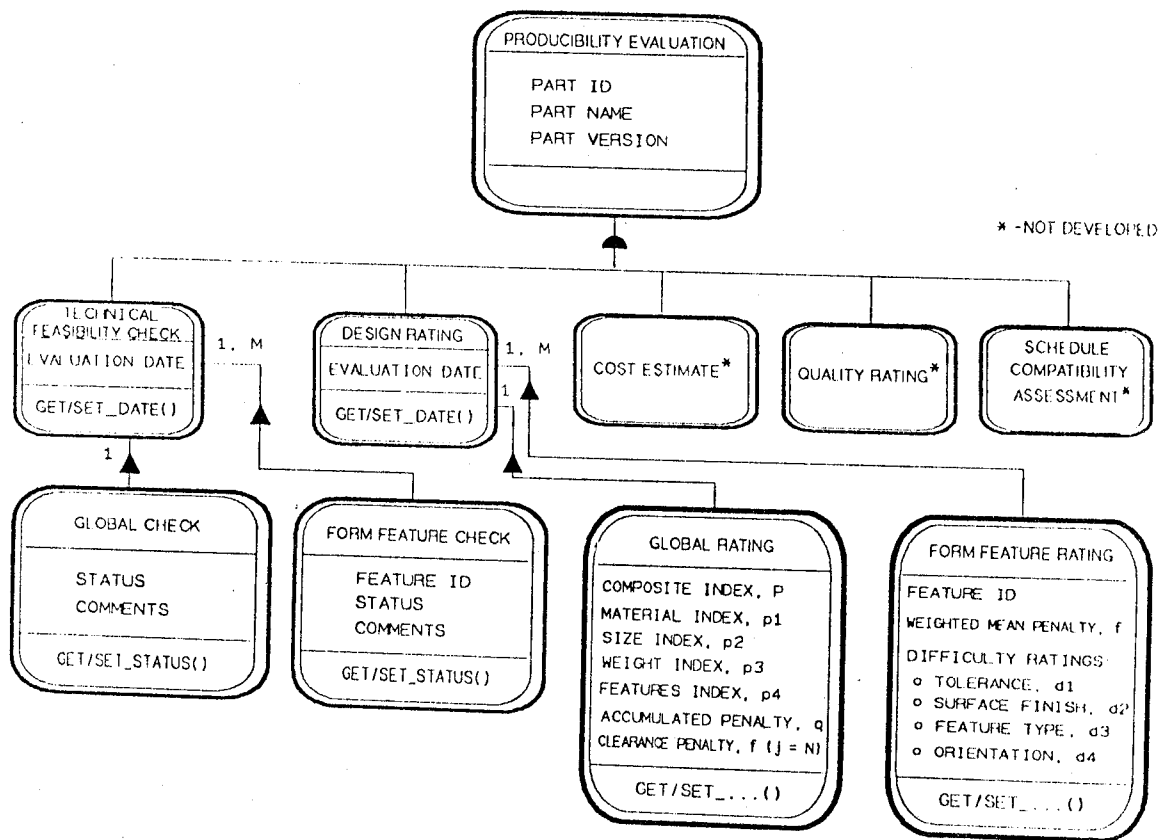 PRODUCIBILITY EVALUATION
PART ID
PART NAME
PART VERSION
* -NOT DEVELOPED
TECHNICAL
FEASIBILITY CHECK
EVALUATION DATE
GET/SET_DATE()
1, M
1
DESIGN RATING
EVALUATION DATE
GET/SET_DATE()
1, M
1
COST ESTIMATE*
QUALITY RATING*
SCHEDULE
COMPATIBILITY
ASSESSMENT*
GLOBAL CHECK
STATUS
COMMENTS
GET/SET_STATUS()
FORM FEATURE CHECK
FEATURE ID
STATUS
COMMENTS
GET/SET_STATUS()
GLOBAL RATING
COMPOSITE INDEX, P
MATERIAL INDEX, p1
SIZE INDEX, p2
WEIGHT INDEX, p3
FEATURES INDEX, p4
ACCUMULATED PENALTY, q
CLEARANCE PENALTY, f (j = N)
GET/SET_...()
FORM FEATURE RATING
FEATURE ID
WEIGHTED MEAN PENALTY, f
DIFFICULTY RATINGS:
o TOLERANCE, d1
o SURFACE FINISH, d2
o FEATURE TYPE, d3
o ORIENTATION, d4
GET/SET_...()